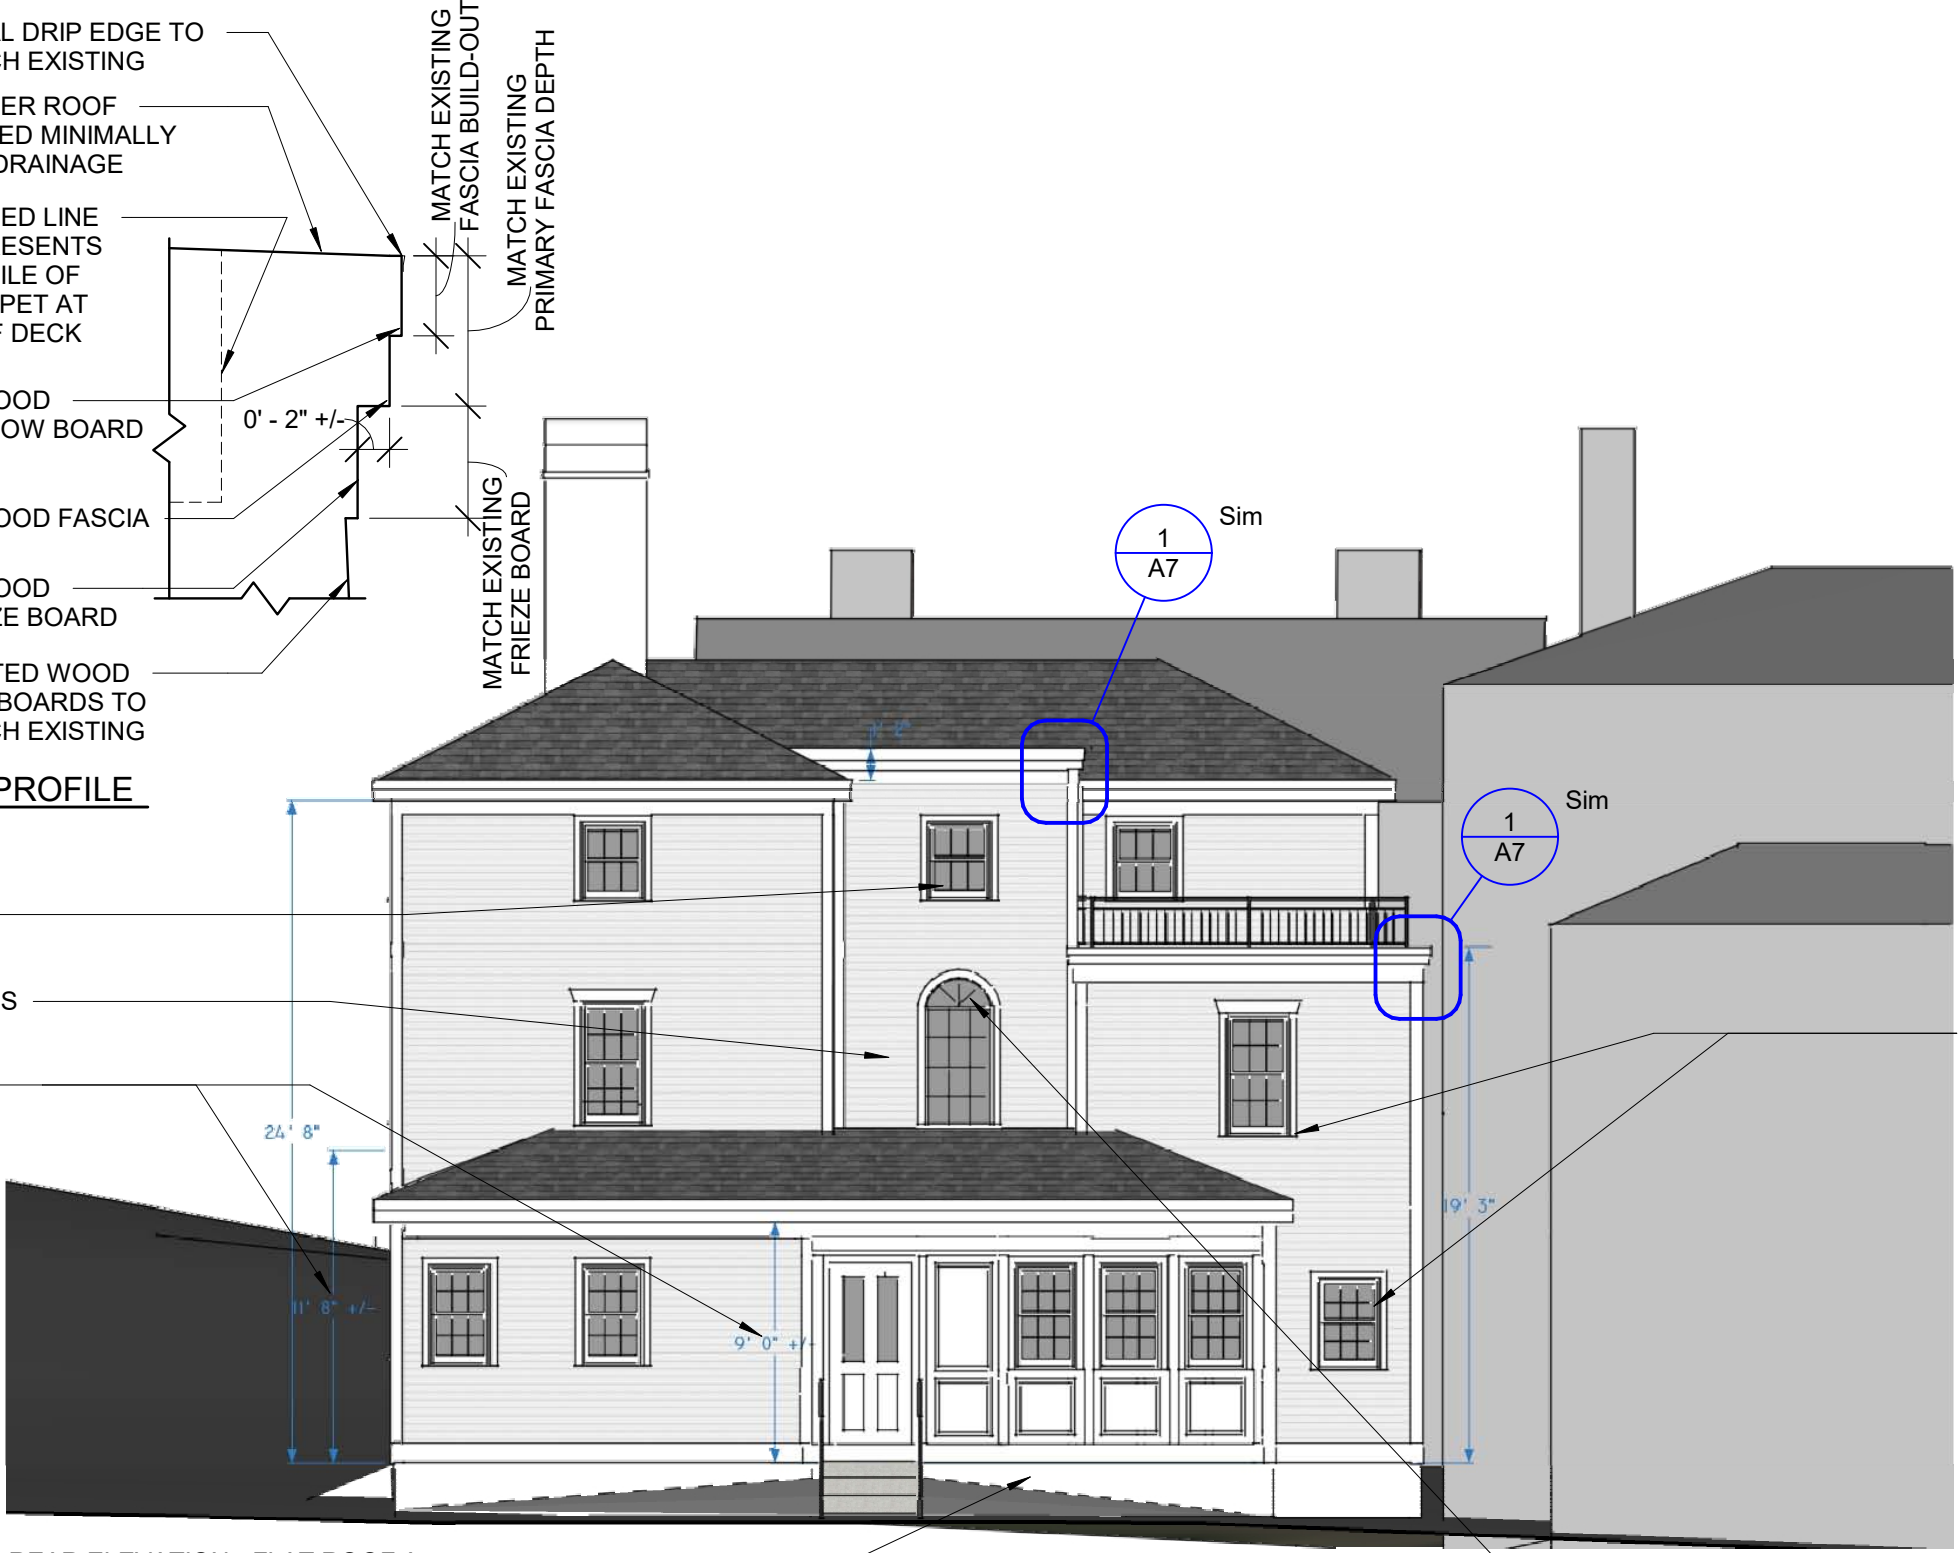 L DRIP EDGE TO
CH EXISTING
ER ROOF
ED MINIMALLY
DRAINAGE
ED LINE
ESENTS
ILE OF
PET AT
F DECK
OOD
OW BOARD
OOD FASCIA
OOD
ZE BOARD
TED WOOD
BOARDS TO
CH EXISTING
PROFILE
MATCH EXISTING
FASCIA BUILD-OUT
MATCH EXISTING
PRIMARY FASCIA DEPTH
0' - 2" +/-
MATCH EXISTING
FRIEZE BOARD
1
A7
Sim
1
A7
Sim
S
24' 8"
11' 8" +/-
9' 0" +/-
19' 3"